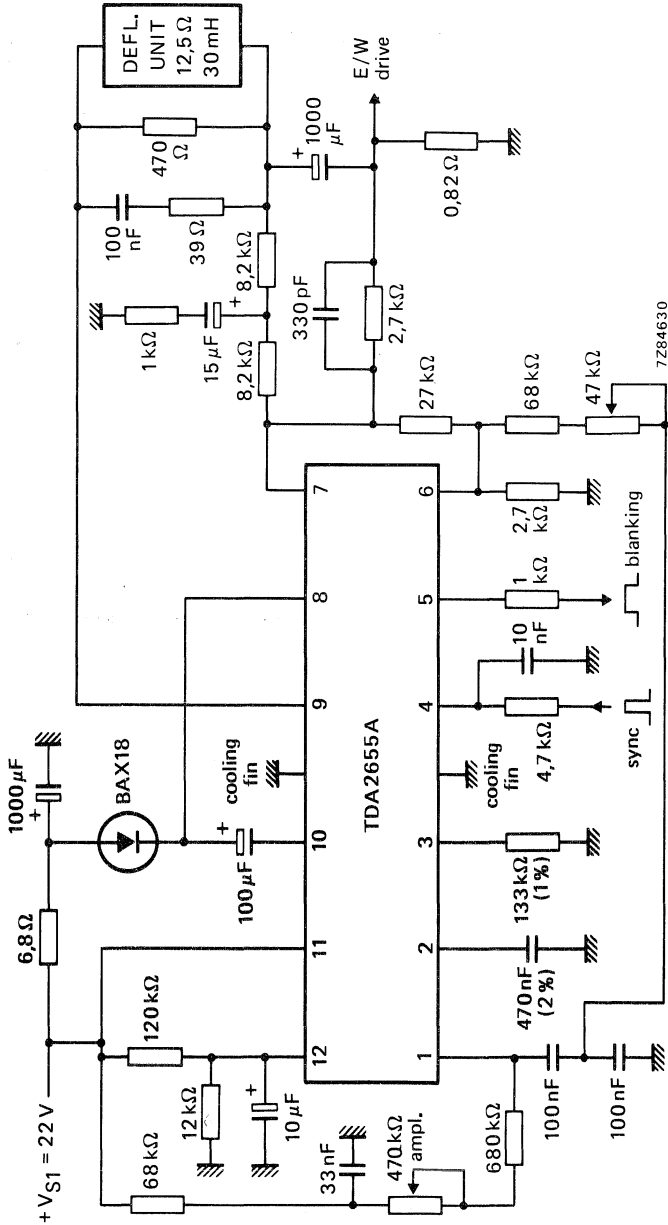 + VS1 = 22 V
6,8 Ω
1000 μF
+
BAX18
DEFL.
UNIT
12,5 Ω
30 mH
470
Ω
100
nF
39 Ω
1 kΩ
15 μF
+
8,2 kΩ
8,2 kΩ
+
1000
μF
E/W
drive
0,82 Ω
330 pF
2,7 kΩ
68 kΩ
120 kΩ
12 kΩ
+
10 μF
100 μF
+
cooling
fin
12
11
10
9
8
7
TDA2655A
1
2
3
4
5
6
33 nF
470 kΩ
ampl.
680 kΩ
100 nF
100 nF
470 nF
(2 %)
133 kΩ
(1%)
cooling
fin
4,7 kΩ
sync
10
nF
1
kΩ
blanking
2,7
kΩ
27 kΩ
68 kΩ
47 kΩ
7Z84630